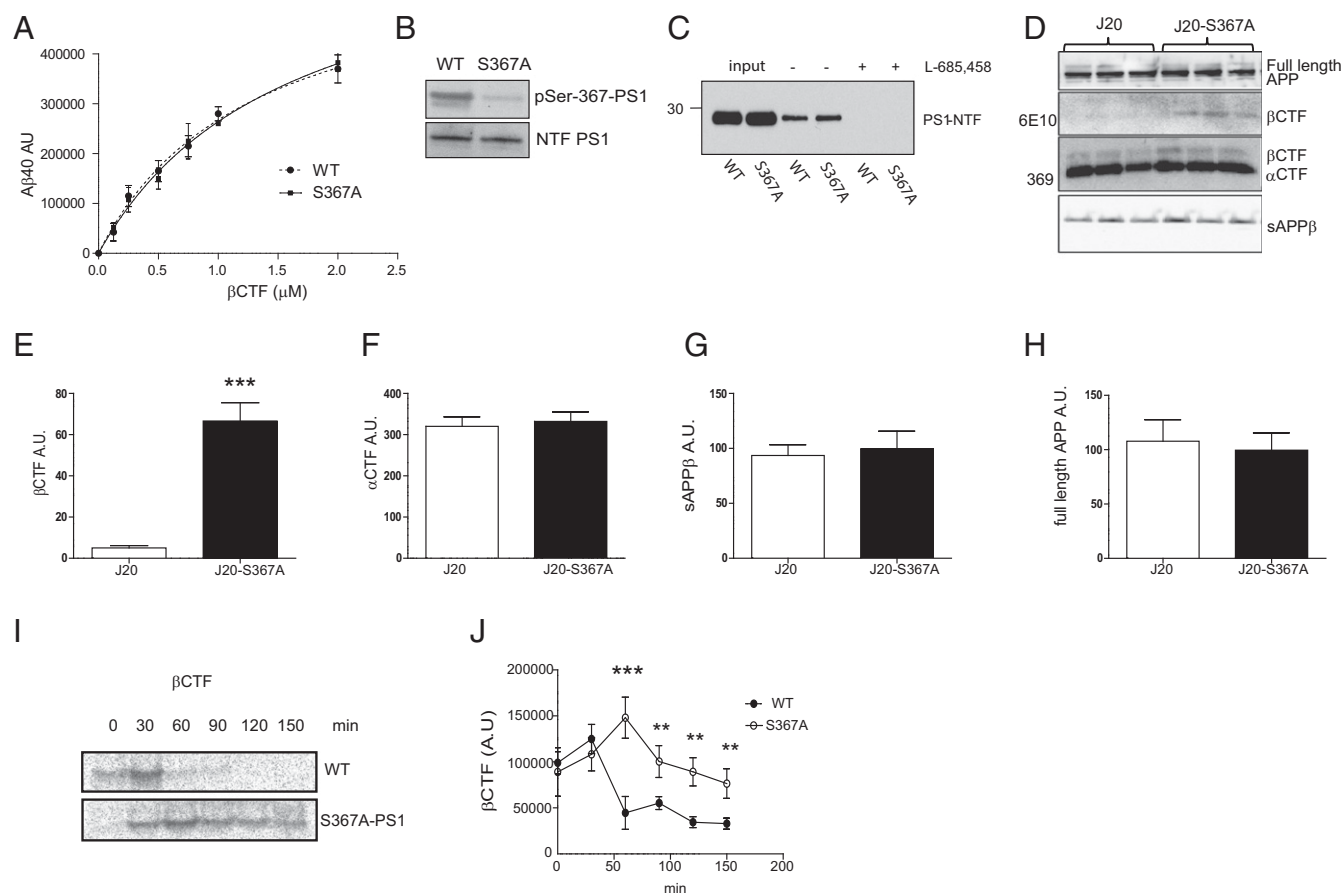 A
Aβ40 AU
400000
300000
200000
100000
0
0.0 0.5 1.0 1.5 2.0 2.5
βCTF (μM)
WT
S367A
B
WT S367A
pSer-367-PS1
NTF PS1
C
input - - + + L-685,458
30
PS1-NTF
WT S367A WT S367A WT S367A
D
J20 J20-S367A
Full length
APP
6E10
βCTF
βCTF
369
αCTF
sAPPβ
E
***
βCTF A.U.
80
60
40
20
0
J20 J20-S367A
F
αCTF A.U.
400
300
200
100
0
J20 J20-S367A
G
sAPPβ A.U.
150
100
50
0
J20 J20-S367A
H
full length APP A.U.
150
100
50
0
J20 J20-S367A
I
βCTF
0 30 60 90 120 150 min
WT
S367A-PS1
J
βCTF (A.U)
200000
150000
100000
50000
0
*** ** ** **
WT
S367A
0 50 100 150 200
min